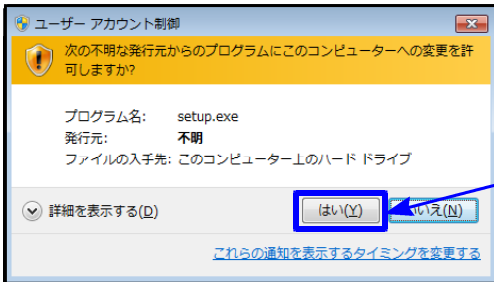 ユーザー アカウント制御
次の不明な発行元からのプログラムにこのコンピューターへの変更を許
可しますか?
プログラム名: setup.exe
発行元: 不明
ファイルの入手先: このコンピューター上のハード ドライブ
詳細を表示する(D)
はい(Y)
いいえ(N)
これらの通知を表示するタイミングを変更する